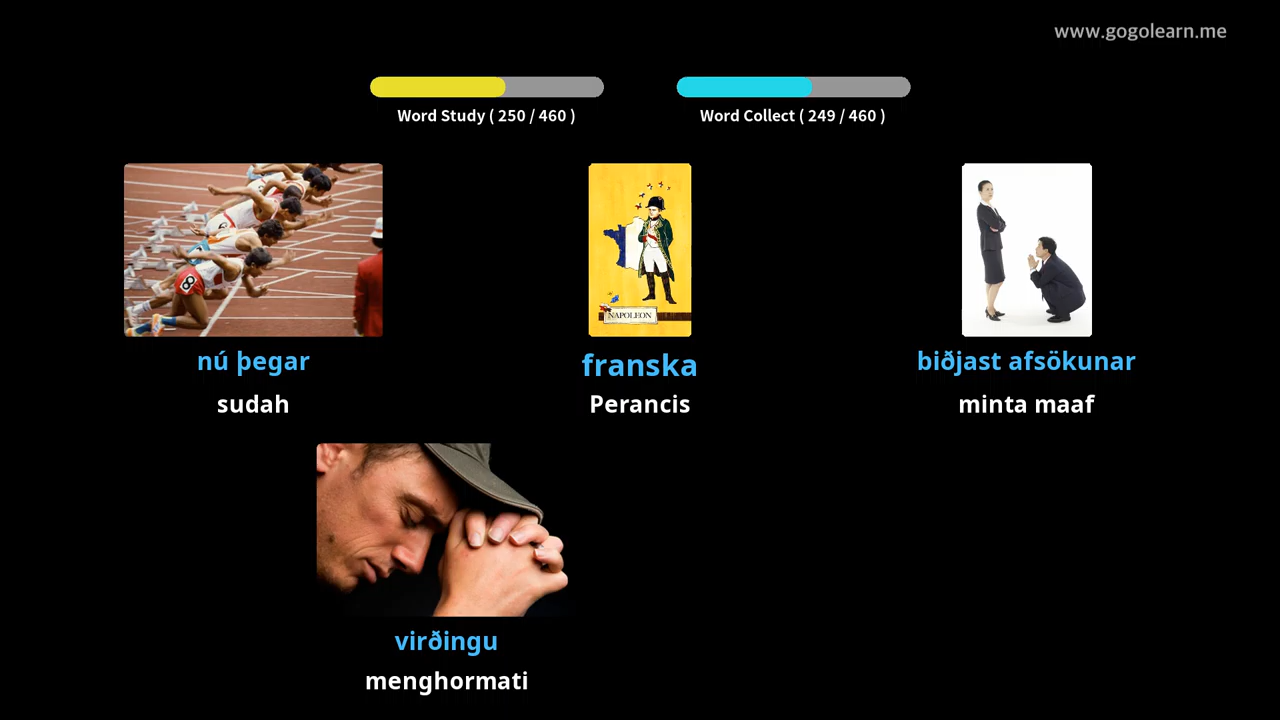 www.gogolearn.me
Word Study ( 250 / 460 )
Word Collect ( 249 / 460 )
8
NAPOLEON
nú þegar
franska
biðjast afsökunar
sudah
Perancis
minta maaf
virðingu
menghormati